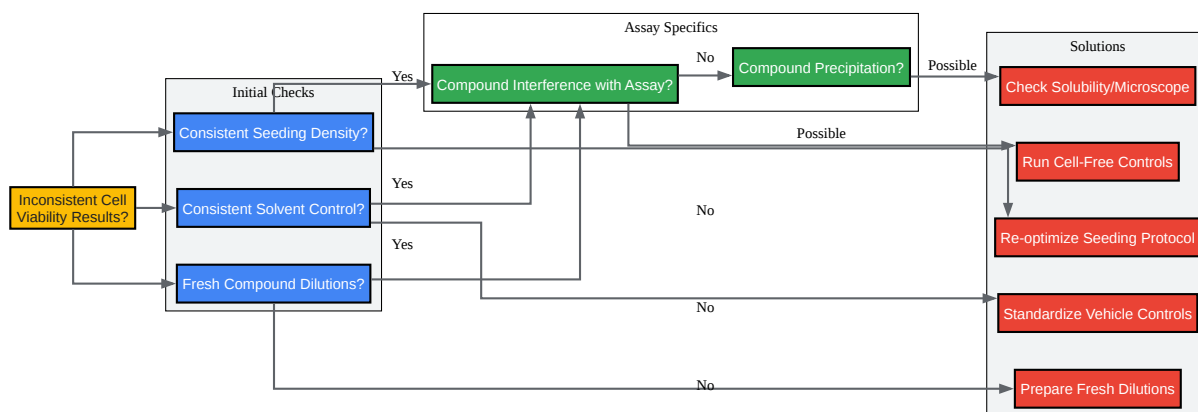 Assay Specifics
No
Compound Precipitation?
Possible
Solutions
Yes
Compound Interference with Assay?
Check Solubility/Microscope
Initial Checks
Consistent Seeding Density?
Possible
Run Cell-Free Controls
Yes
Inconsistent Cell
Viability Results?
Consistent Solvent Control?
No
Re-optimize Seeding Protocol
Yes
Fresh Compound Dilutions?
No
Standardize Vehicle Controls
No
Prepare Fresh Dilutions